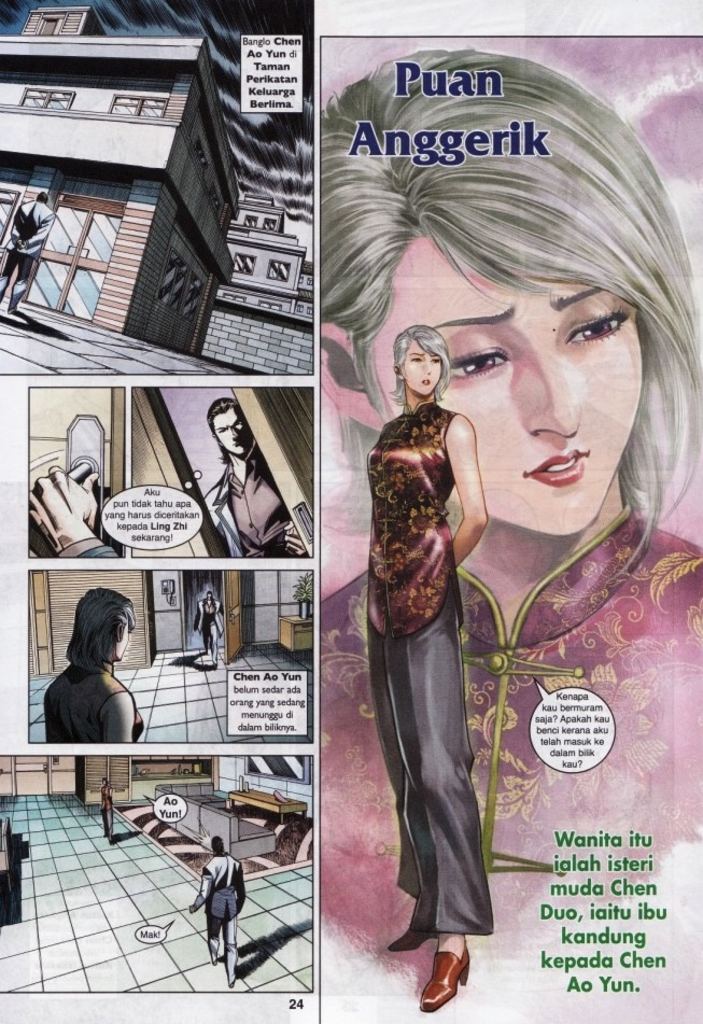 Banglo Chen
Ao Yun di
Taman
Perikatan
Keluarga
Berlima.
Aku
pun tidak tahu apa
yang harus diceritakan
kepada Ling Zhi
sekarang!
Chen Ao Yun
belum sedar ada
orang yang sedang
menunggu di
dalam biliknya.
Ao
Yun!
Mak!
24
Puan
Anggerik
Kenapa
kau bermuram
saja? Apakah kau
benci kerana aku
telah masuk ke
dalam bilik
kau?
Wanita itu
ialah isteri
muda Chen
Duo, iaitu ibu
kandung
kepada Chen
Ao Yun.